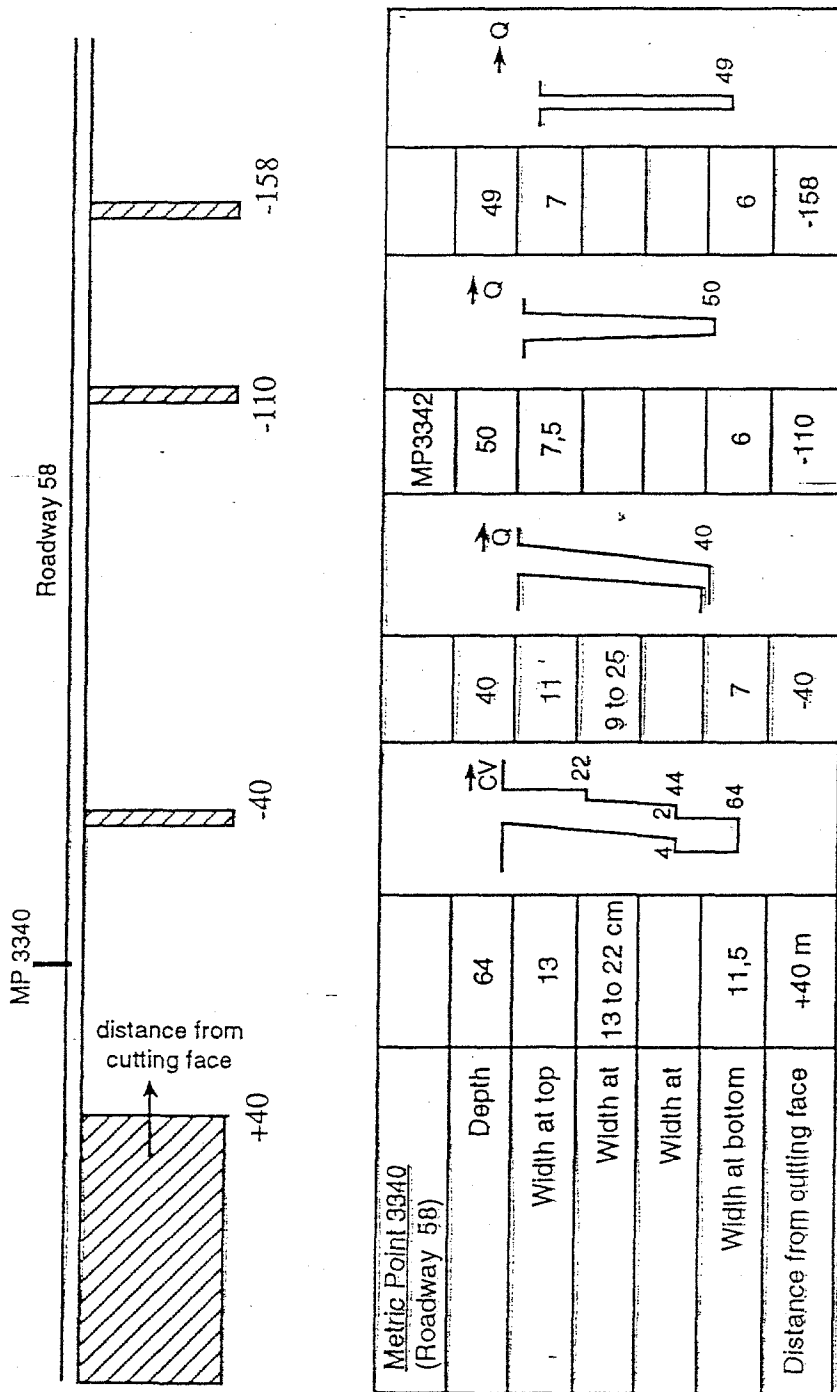 Roadway 58
MP 3340
distance from
cutting face
+40
-40
-110
-158
Metric Point 3340
(Roadway 58)
MP3342
CV
Q
Q
Q
22
2
44
4
64
40
50
49
Depth 64 40 50 49
Width at top 13 11 7,5 7
Width at 13 to 22 cm 9 to 25
Width at
Width at bottom 11,5 7 6 6
Distance from cutting face +40 m -40 -110 -158